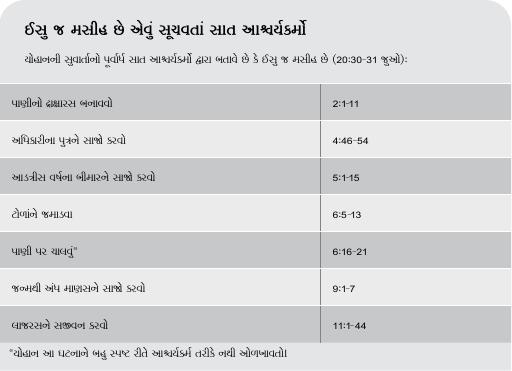 ઈસુ જ મસીહ છે એવું સૂચવતાં સાત આશ્ચર્યકર્મો
યોહાનની સુવાર્તાનો પૂર્વાર્ધ સાત આશ્ચર્યકર્મો દ્વારા બતાવે છે કે ઈસુ જ મસીહ છે (20:30-31 જુઓ):
પાણીનો દ્રાક્ષારસ બનાવવો 2:1-11
અધિકારીના પુત્રને સાજો કરવો 4:46-54
આડત્રીસ વર્ષના બીમારને સાજો કરવો 5:1-15
ટોળાંને જમાડવા 6:5-13
પાણી પર ચાલવું* 6:16-21
જન્મથી અંધ માણસને સાજો કરવો 9:1-7
લાજરસને સજીવન કરવો 11:1-44
*યોહાન આ ઘટનાને બહુ સ્પષ્ટ રીતે આશ્ચર્યકર્મ તરીકે નથી ઓળખાવતો।